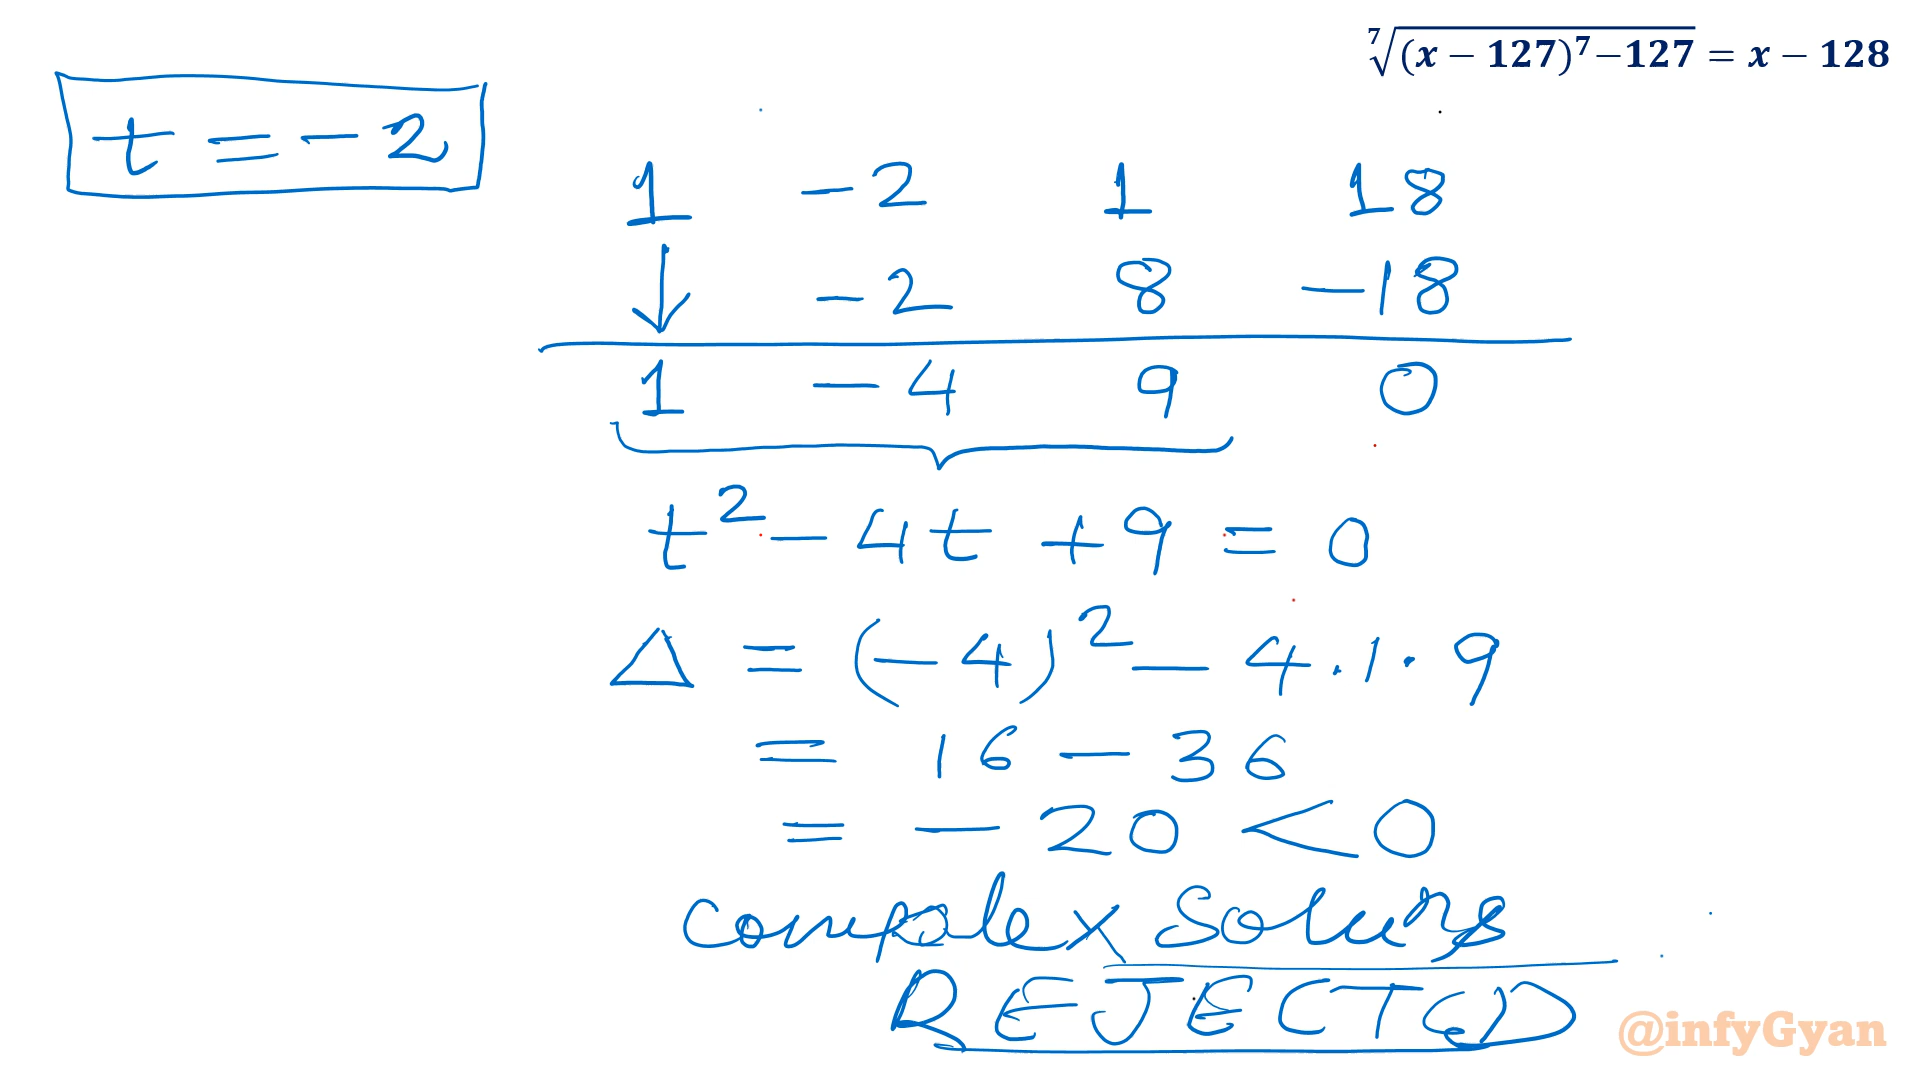 ⁷√((x − 127)⁷−127) = x − 128
t = − 2
1 − 2 1 18
↓ − 2 8 − 18
1 − 4 9 0
t² − 4t + 9 = 0
Δ = (− 4)² − 4 . 1 . 9
= 16 − 36
= − 20 < 0
complex
REJECTED
@infyGyan